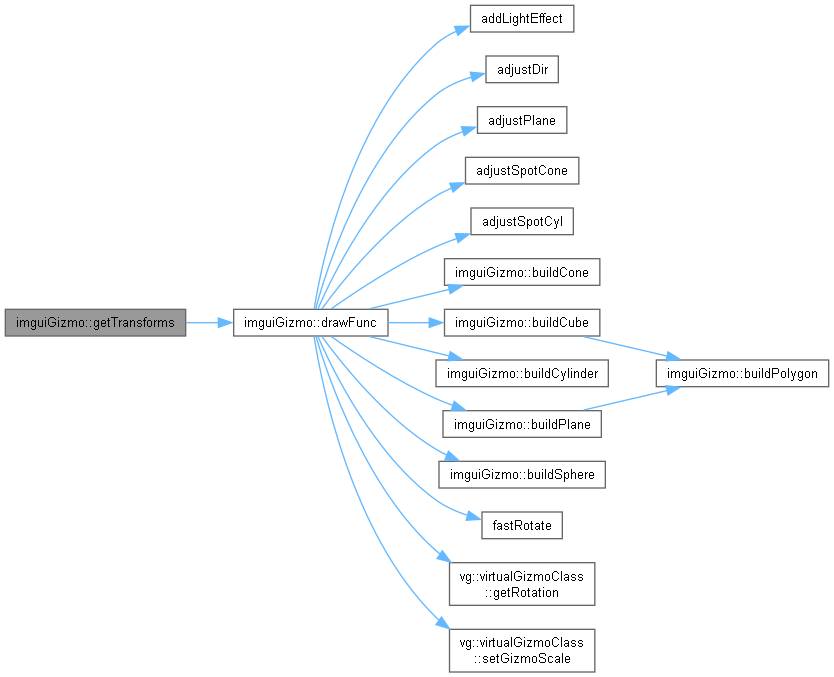 addLightEffect
adjustDir
adjustPlane
adjustSpotCone
adjustSpotCyl
imguiGizmo::buildCone
imguiGizmo::getTransforms
imguiGizmo::drawFunc
imguiGizmo::buildCube
imguiGizmo::buildCylinder
imguiGizmo::buildPolygon
imguiGizmo::buildPlane
imguiGizmo::buildSphere
fastRotate
vg::virtualGizmoClass
::getRotation
vg::virtualGizmoClass
::setGizmoScale